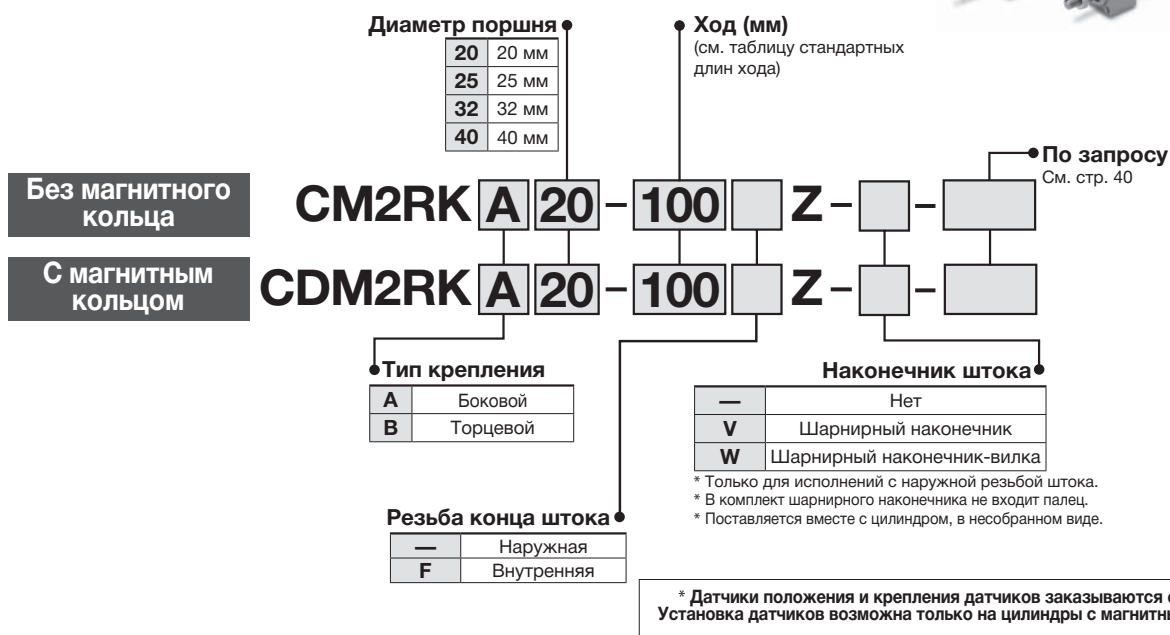 Диаметр поршня
20 20 мм
25 25 мм
32 32 мм
40 40 мм
Ход (мм)
(см. таблицу стандартных
длин хода)
По запросу
См. стр. 40
Без магнитного
кольца
CM2RK A 20 – 100 Z – –
С магнитным
кольцом
CDM2RK A 20 – 100 Z – –
Тип крепления
A Боковой
B Торцевой
Наконечник штока
— Нет
V Шарнирный наконечник
W Шарнирный наконечник-вилка
* Только для исполнений с наружной резьбой штока.
* В комплект шарнирного наконечника не входит палец.
* Поставляется вместе с цилиндром, в несобранном виде.
Резьба конца штока
— Наружная
F Внутренняя
* Датчики положения и крепления датчиков заказываются
Установка датчиков возможна только на цилиндры с